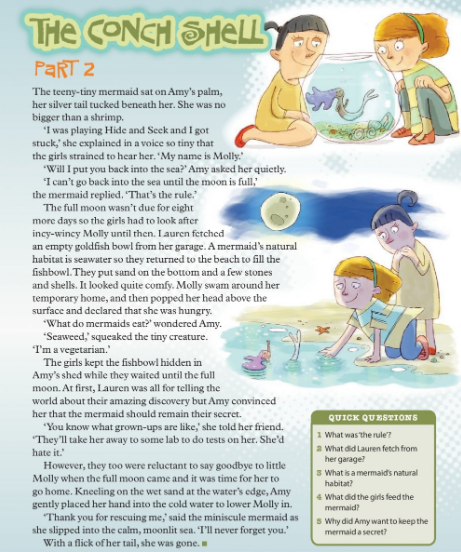 THE CONCH SHELL
PART 2
The teeny-tiny mermaid sat on Amy's palm,
her silver tail tucked beneath her. She was no
bigger than a shrimp.
'I was playing Hide and Seek and I got
stuck,' she explained in a voice so tiny that
the girls strained to hear her. 'My name is Molly.'
'Will I put you back into the sea?' Amy asked her quietly.
'I can't go back into the sea until the moon is full,'
the mermaid replied. 'That's the rule.'
The full moon wasn't due for eight
more days so the girls had to look after
incy-wincy Molly until then. Lauren fetched
an empty goldfish bowl from her garage. A mermaid's natural
habitat is seawater so they returned to the beach to fill the
fishbowl. They put sand on the bottom and a few stones
and shells. It looked quite comfy. Molly swam around her
temporary home, and then popped her head above the
surface and declared that she was hungry.
'What do mermaids eat?' wondered Amy.
'Seaweed,' squeaked the tiny creature.
'I'm a vegetarian.'
The girls kept the fishbowl hidden in
Amy's shed while they waited until the full
moon. At first, Lauren was all for telling the
world about their amazing discovery but Amy convinced
her that the mermaid should remain their secret.
'You know what grown-ups are like,' she told her friend.
'They'll take her away to some lab to do tests on her. She'd
hate it.'
However, they too were reluctant to say goodbye to little
Molly when the full moon came and it was time for her to
go home. Kneeling on the wet sand at the water's edge, Amy
gently placed her hand into the cold water to lower Molly in.
'Thank you for rescuing me,' said the miniscule mermaid as
she slipped into the calm, moonlit sea. 'I'll never forget you.'
With a flick of her tail, she was gone.
QUICK QUESTIONS
1 What was 'the rule'?
2 What did Lauren fetch from
her garage?
3 What is a mermaid's natural
habitat?
4 What did the girls feed the
mermaid?
5 Why did Amy want to keep the
mermaid a secret?